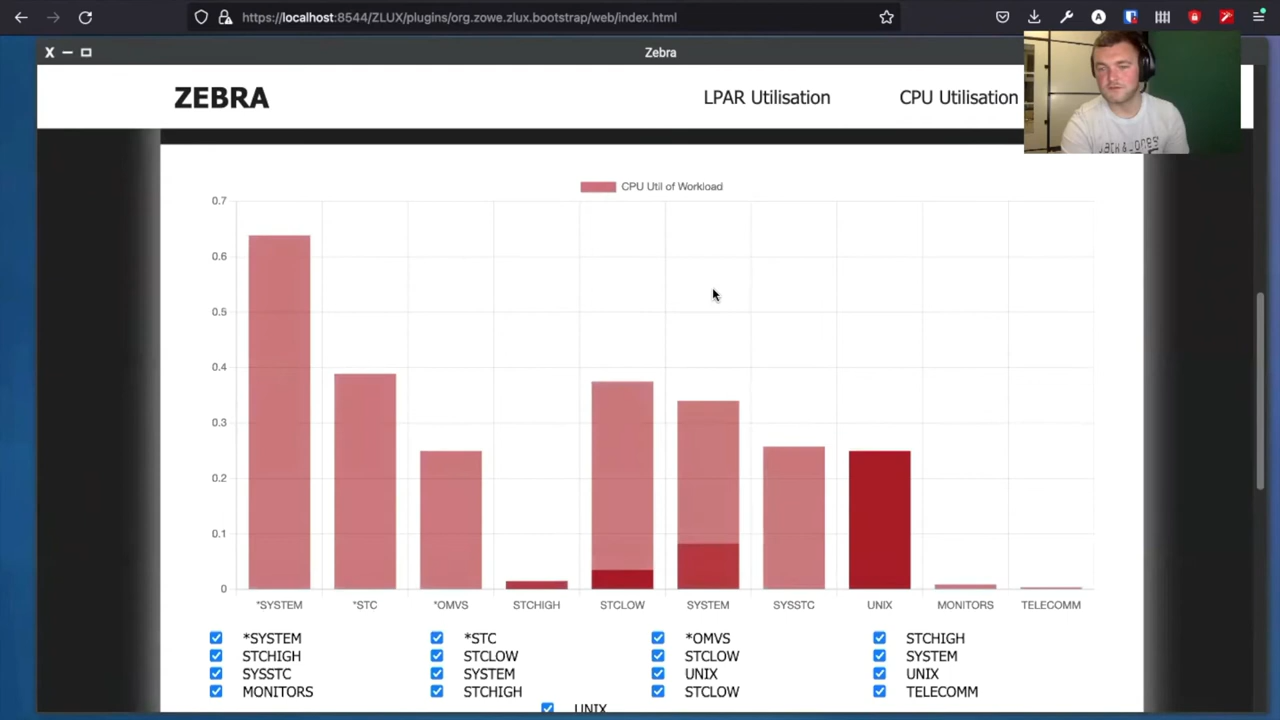 https://localhost:8544/ZLUX/plugins/org.zowe.zlux.bootstrap/web/index.html
X Zebra
ZEBRA LPAR Utilisation CPU Utilisation
Jack & Jones
CPU Util of Workload
0.7
0.6
0.5
0.4
0.3
0.2
0.1
0
*SYSTEM *STC *OMVS STCHIGH STCLOW SYSTEM SYSSTC UNIX MONITORS TELECOMM
*SYSTEM *STC *OMVS STCHIGH
STCHIGH STCLOW STCLOW SYSTEM
SYSSTC SYSTEM UNIX UNIX
MONITORS STCHIGH STCLOW TELECOMM
UNIX